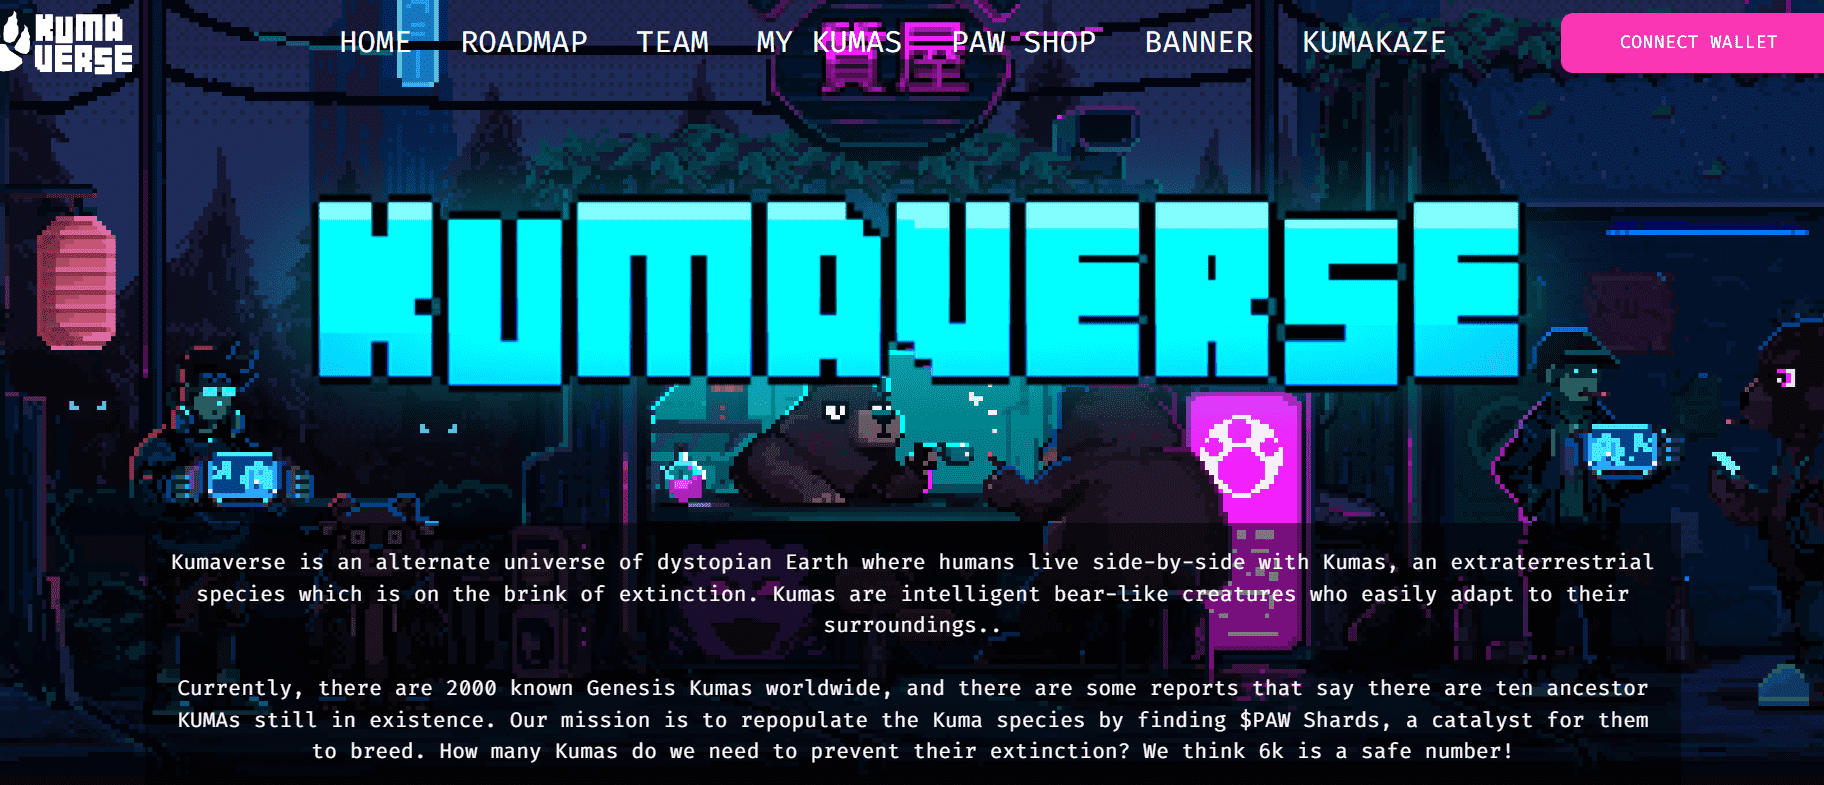 KUMA
VERSE
HOME ROADMAP TEAM MY KUMAS PAW SHOP BANNER KUMAKAZE
CONNECT WALLET
質屋
KUMAVERSE
Kumaverse is an alternate universe of dystopian Earth where humans live side-by-side with Kumas, an extraterrestrial
species which is on the brink of extinction. Kumas are intelligent bear-like creatures who easily adapt to their
surroundings..
Currently, there are 2000 known Genesis Kumas worldwide, and there are some reports that say there are ten ancestor
KUMAs still in existence. Our mission is to repopulate the Kuma species by finding $PAW Shards, a catalyst for them
to breed. How many Kumas do we need to prevent their extinction? We think 6k is a safe number!